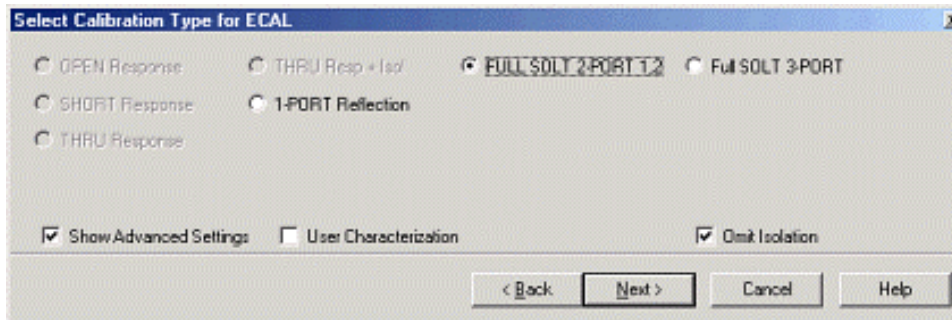 Select Calibration Type for ECAL
OPEN Response THRU Resp + Isol FULL SOLT 2-PORT 1,2 Full SOLT 3-PORT
SHORT Response 1-PORT Reflection
THRU Response
Show Advanced Settings User Characterization Omit Isolation
< Back Next > Cancel Help